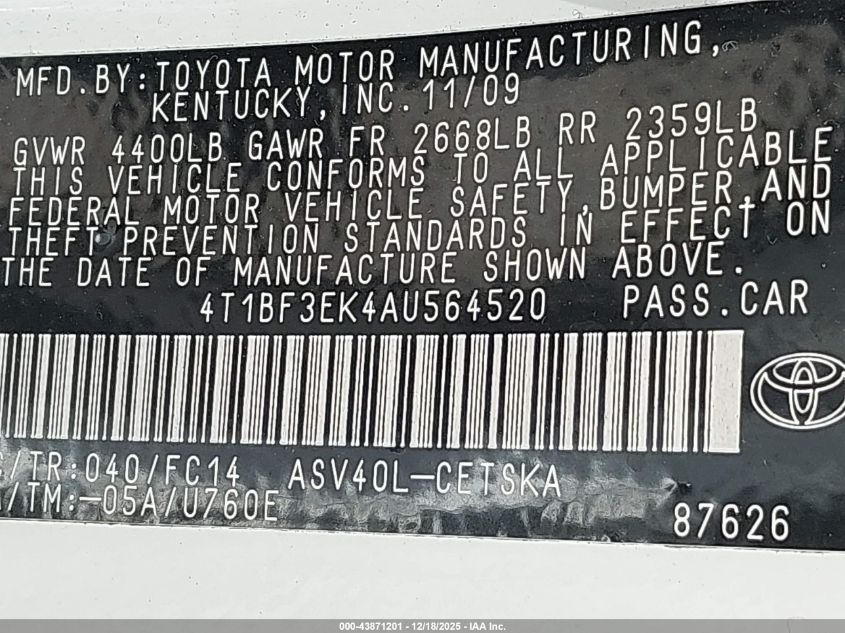 MFD.BY:TOYOTA MOTOR MANUFACTURING,
KENTUCKY,INC.11/09
GVWR 4400LB GAWR FR 2668LB RR 2359LB
THIS VEHICLE CONFORMS TO ALL APPLICABLE
FEDERAL MOTOR VEHICLE SAFETY,BUMPER,AND
THEFT PREVENTION STANDARDS IN EFFECT ON
THE DATE OF MANUFACTURE SHOWN ABOVE.
4T1BF3EK4AU564520 PASS.CAR
/TR:040/FC14 ASV40L-CETSKA
/TM:-05A/U760E
87626
000-43871201 - 12/18/2025 - IAA Inc.